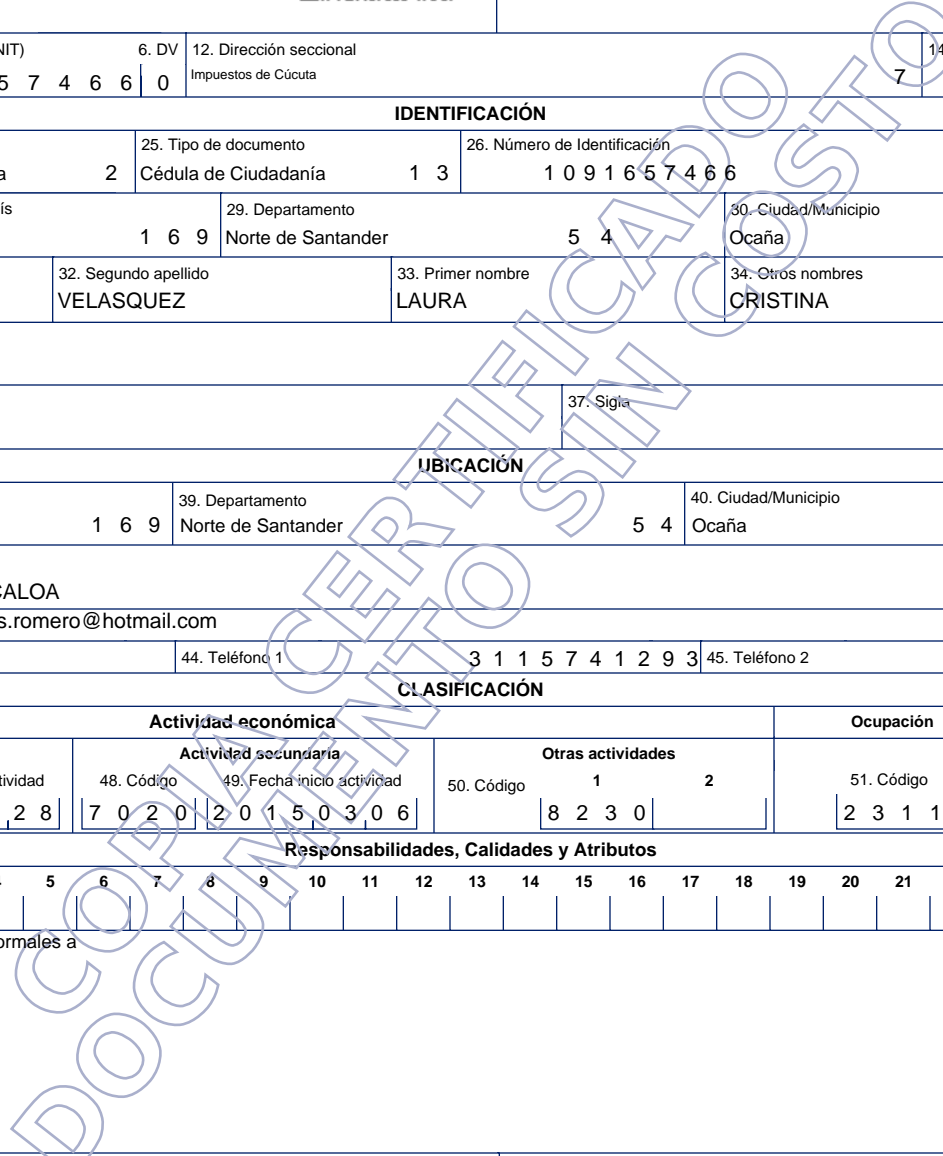 NIT) 6. DV 12. Dirección seccional 14
5 7 4 6 6 0 Impuestos de Cúcuta 7
IDENTIFICACIÓN
25. Tipo de documento 26. Número de Identificación
a 2 Cédula de Ciudadanía 1 3 1 0 9 1 6 5 7 4 6 6
ís 29. Departamento 30. Ciudad/Municipio
1 6 9 Norte de Santander 5 4 Ocaña
32. Segundo apellido 33. Primer nombre 34. Otros nombres
VELASQUEZ LAURA CRISTINA
37. Sigla
UBICACIÓN
39. Departamento 40. Ciudad/Municipio
1 6 9 Norte de Santander 5 4 Ocaña
CALOA
s.romero@hotmail.com
44. Teléfono 1 3 1 1 5 7 4 1 2 9 3 45. Teléfono 2
CLASIFICACIÓN
Actividad económica Ocupación
Actividad secundaria Otras actividades
tividad 48. Código 49. Fecha inicio actividad 50. Código 1 2 51. Código
2 8 7 0 2 0 2 0 1 5 0 3 0 6 8 2 3 0 2 3 1 1
Responsabilidades, Calidades y Atributos
5 6 7 8 9 10 11 12 13 14 15 16 17 18 19 20 21
ormales a
COPIA CERTIFICADO
DOCUMENTO SIN COSTO